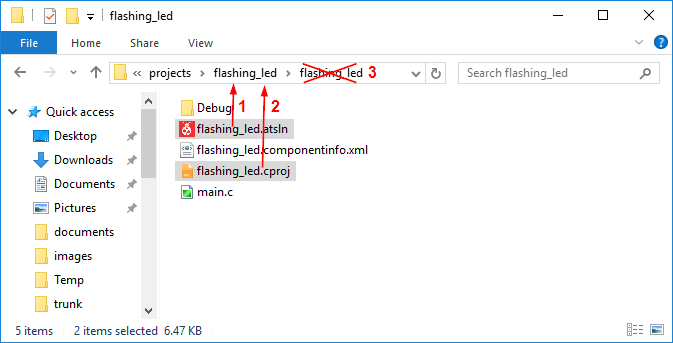 flashing_led
File Home Share View
« projects flashing_led flashing_led 3
Search flashing_led
1 2
Quick access
Desktop
Downloads
Documents
Pictures
documents
images
Temp
trunk
Debug
flashing_led.atsln
flashing_led.componentinfo.xml
flashing_led.cproj
main.c
5 items 2 items selected 6.47 KB